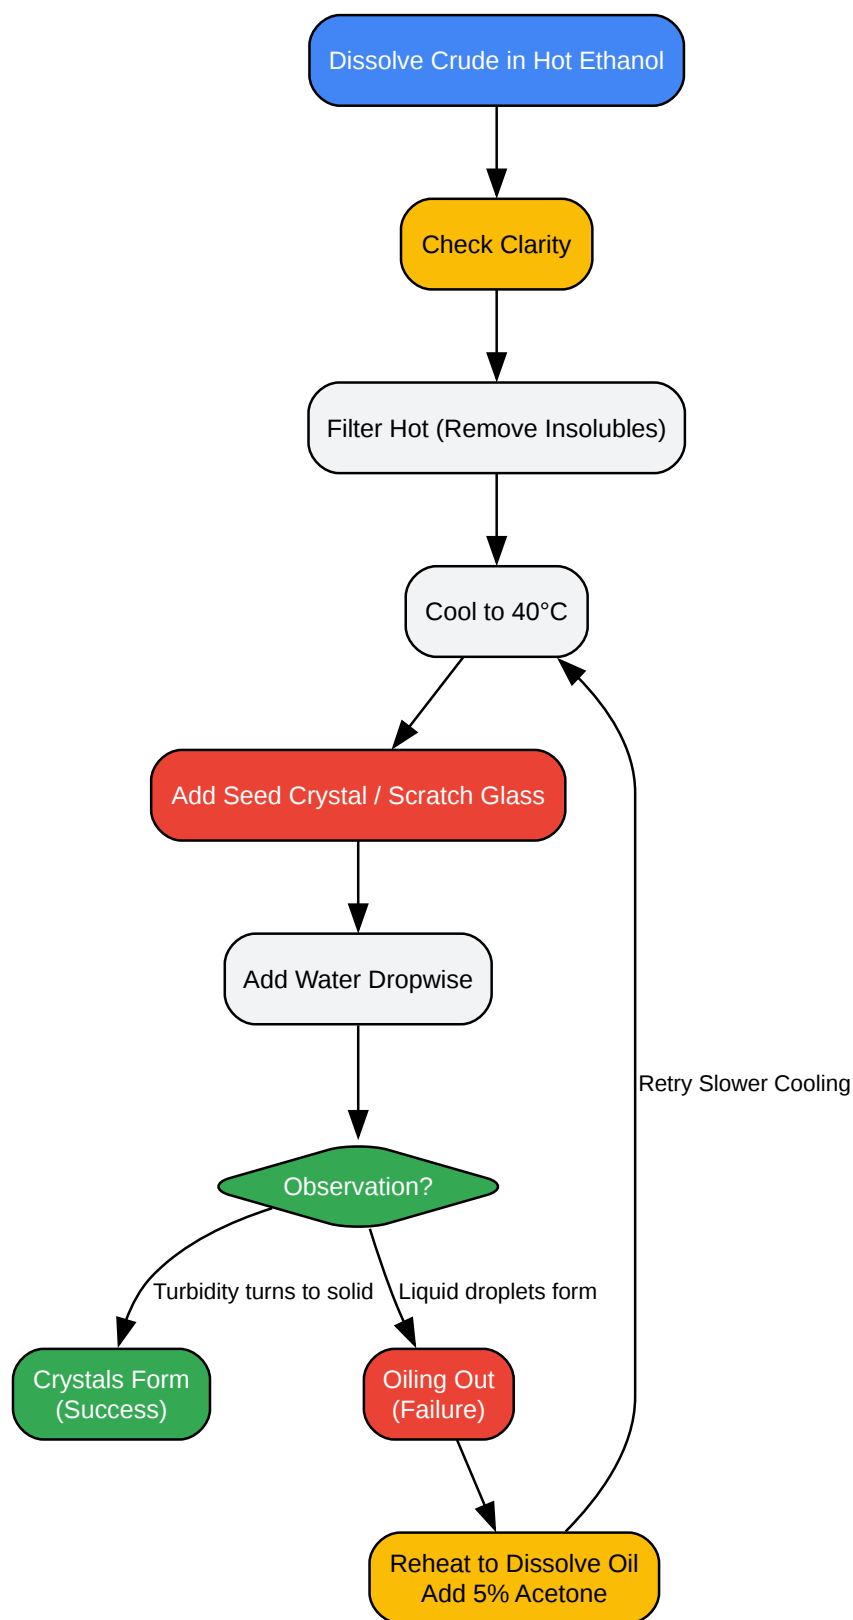 Dissolve Crude in Hot Ethanol
Check Clarity
Filter Hot (Remove Insolubles)
Cool to 40°C
Add Seed Crystal / Scratch Glass
Add Water Dropwise
Retry Slower Cooling
Observation?
Turbidity turns to solid
Liquid droplets form
Crystals Form
(Success)
Oiling Out
(Failure)
Reheat to Dissolve Oil
Add 5% Acetone